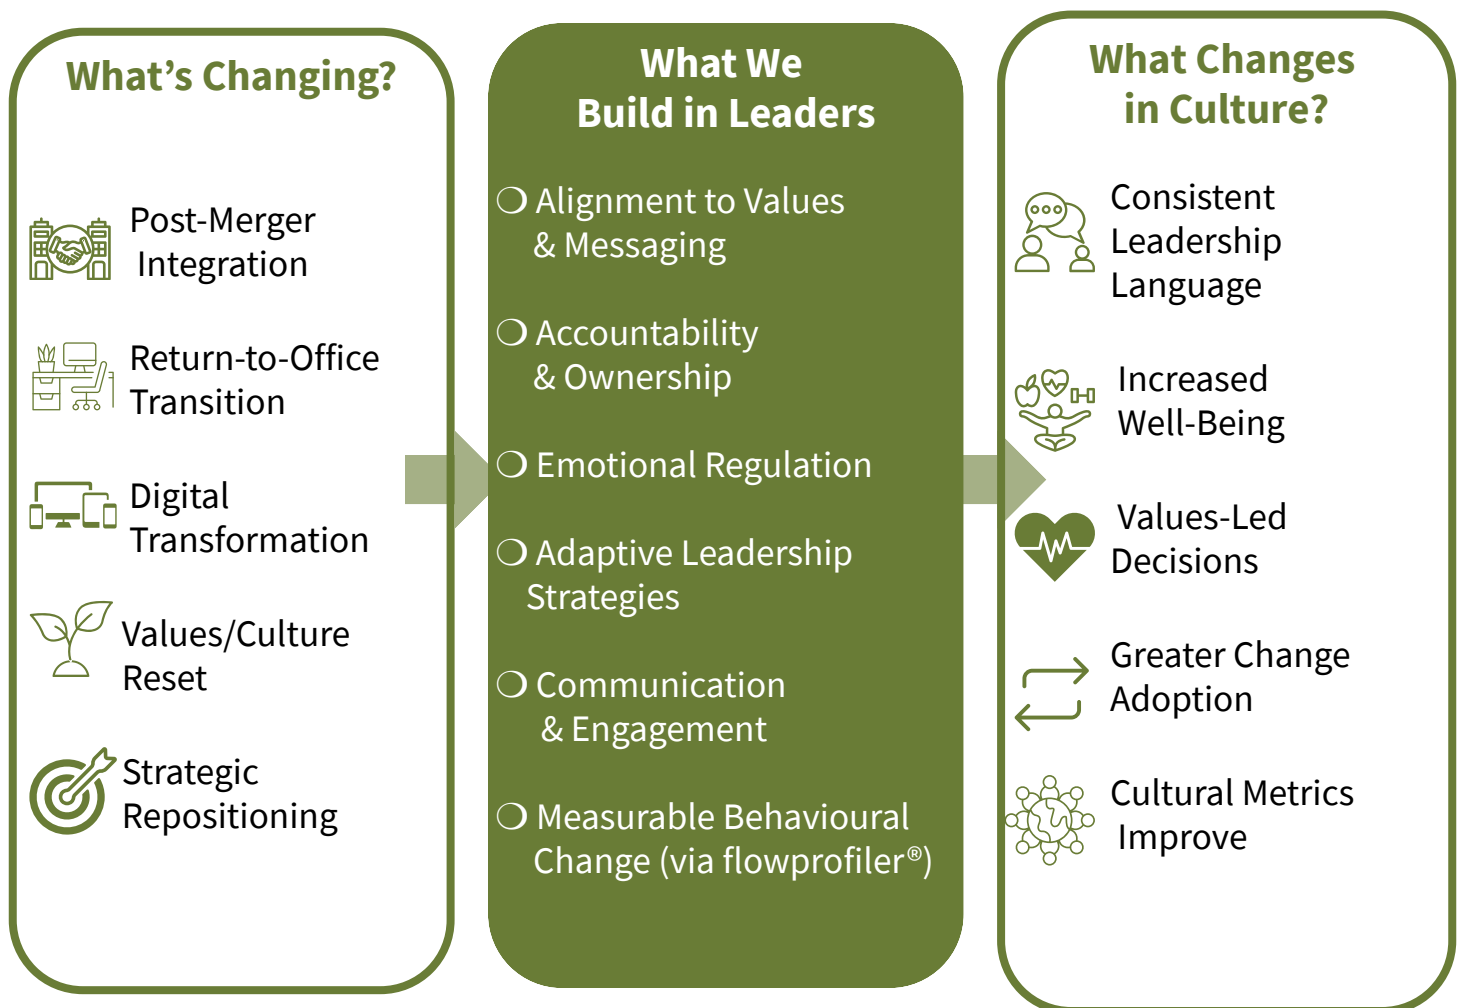 What's Changing?
Post-Merger
Integration
Return-to-Office
Transition
Digital
Transformation
Values/Culture
Reset
Strategic
Repositioning
What We
Build in Leaders
❍ Alignment to Values
& Messaging
❍ Accountability
& Ownership
❍ Emotional Regulation
❍ Adaptive Leadership
Strategies
❍ Communication
& Engagement
❍ Measurable Behavioural
Change (via flowprofiler®)
What Changes
in Culture?
Consistent
Leadership
Language
Increased
Well-Being
Values-Led
Decisions
Greater Change
Adoption
Cultural Metrics
Improve